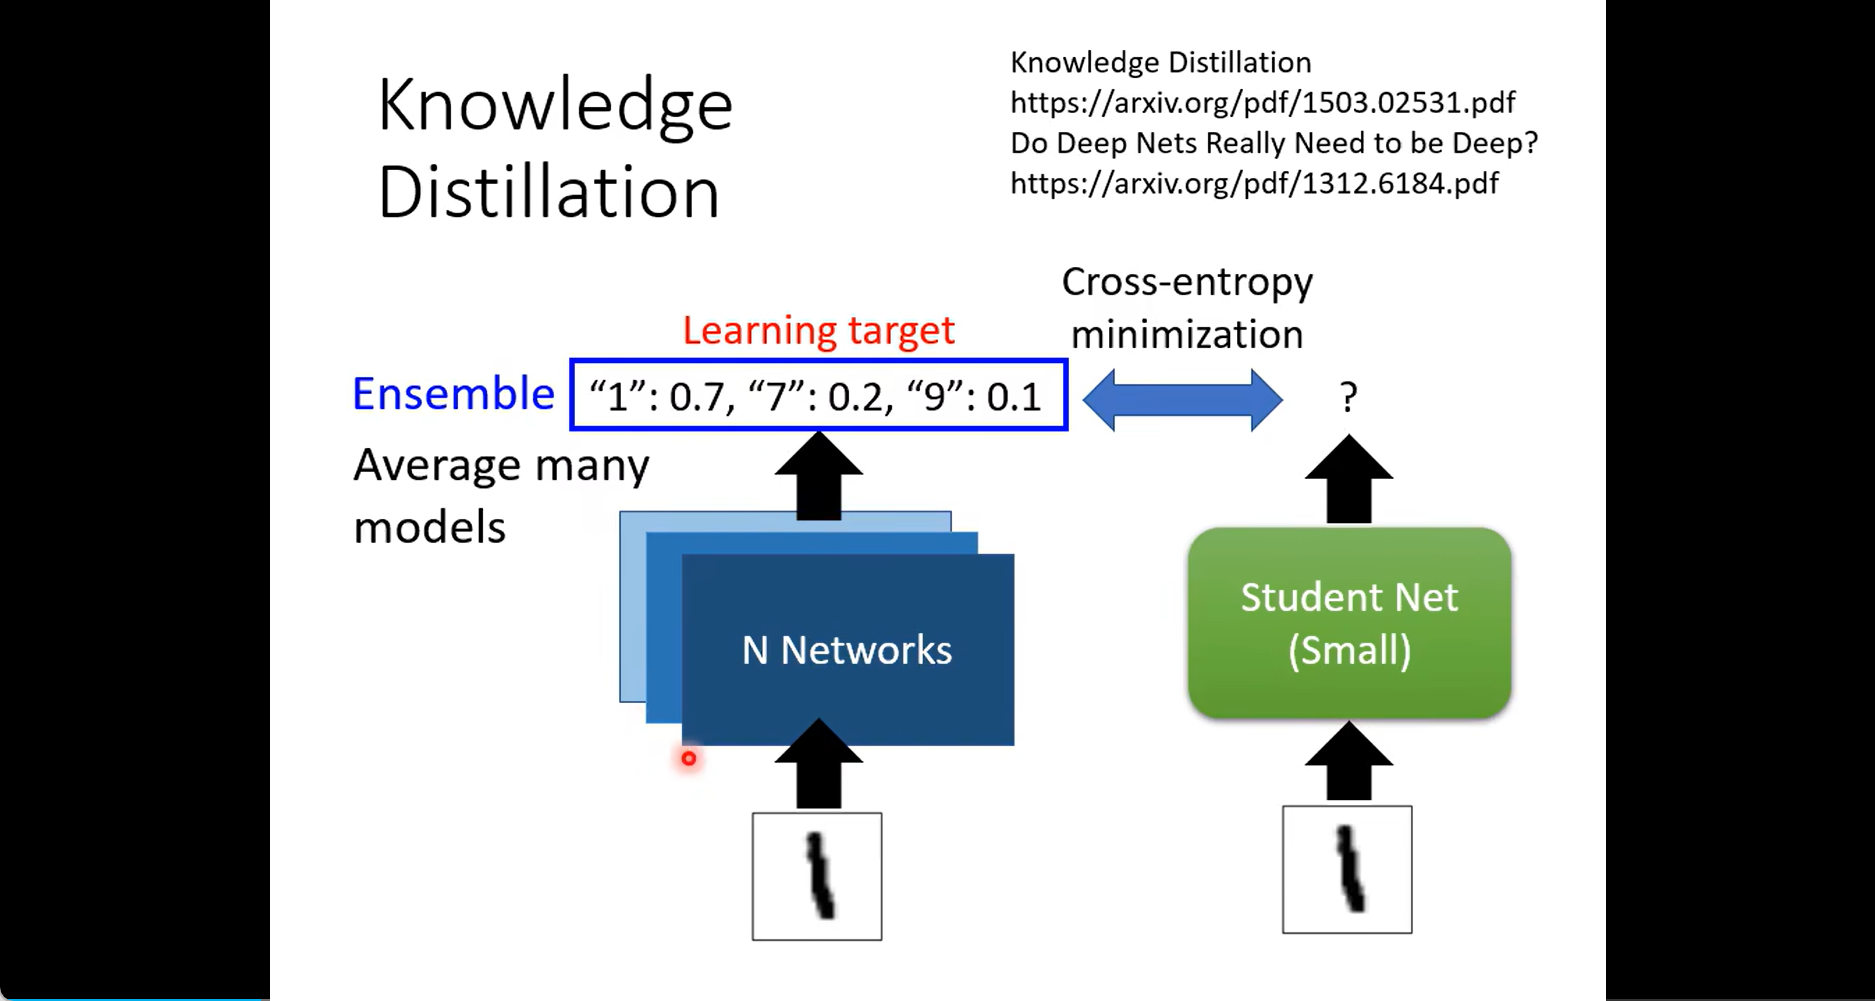 Knowledge
Distillation
Knowledge Distillation
https://arxiv.org/pdf/1503.02531.pdf
Do Deep Nets Really Need to be Deep?
https://arxiv.org/pdf/1312.6184.pdf
Cross-entropy
minimization
Learning target
Ensemble
“1”: 0.7, “7”: 0.2, “9”: 0.1
?
Average many
models
N Networks
Student Net
(Small)